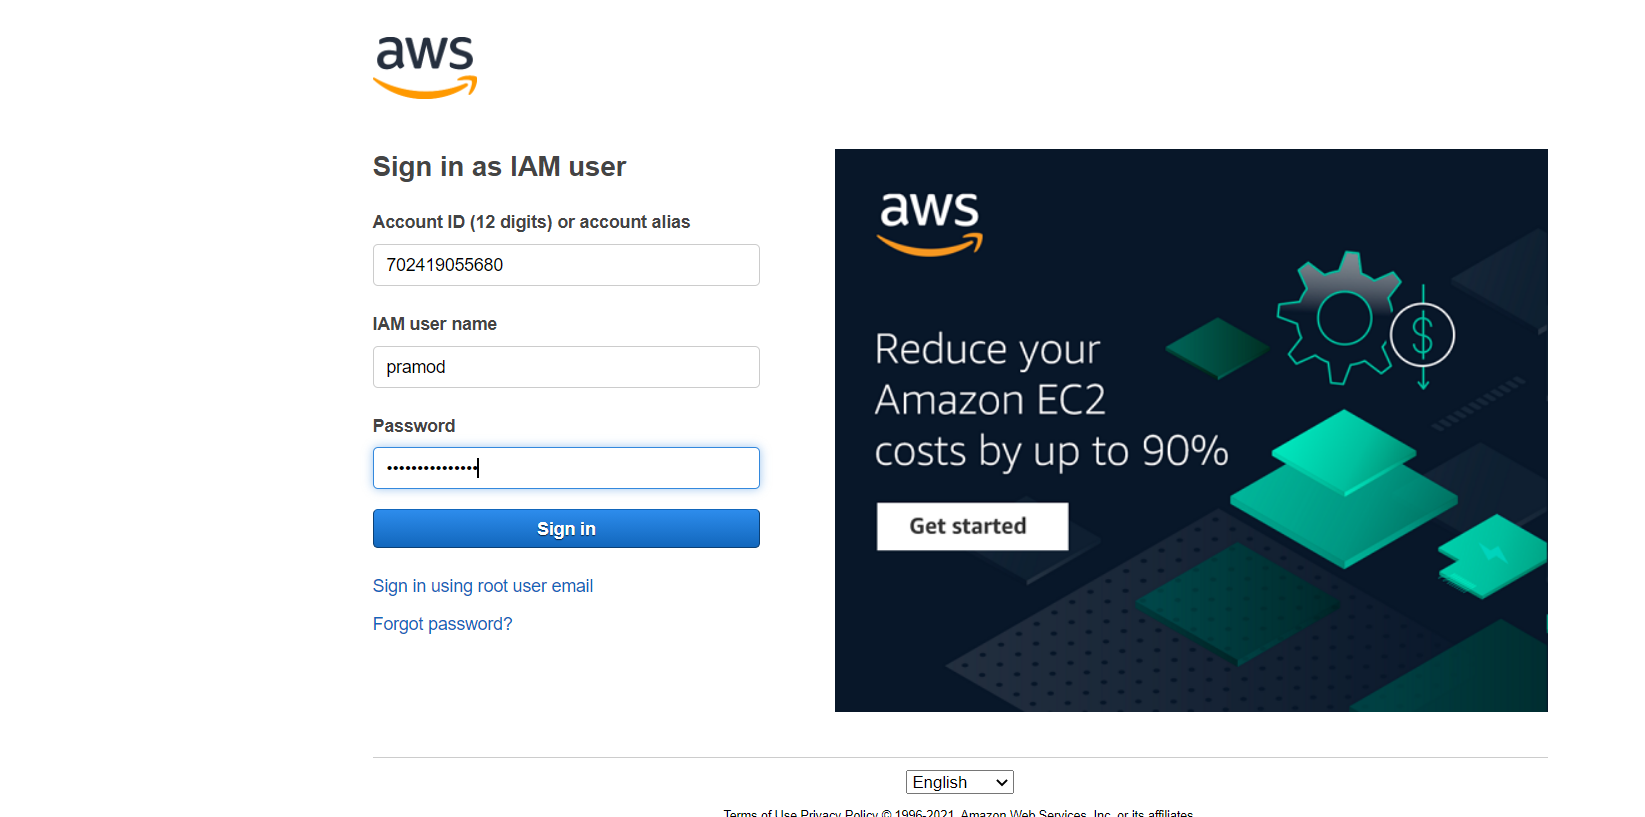 aws
Sign in as IAM user
Account ID (12 digits) or account alias
702419055680
IAM user name
pramod
Password
•••••••••••••••
Sign in
Sign in using root user email
Forgot password?
aws
Reduce your
Amazon EC2
costs by up to 90%
Get started
English
Terms of Use Privacy Policy © 1996-2021, Amazon Web Services, Inc. or its affiliates.